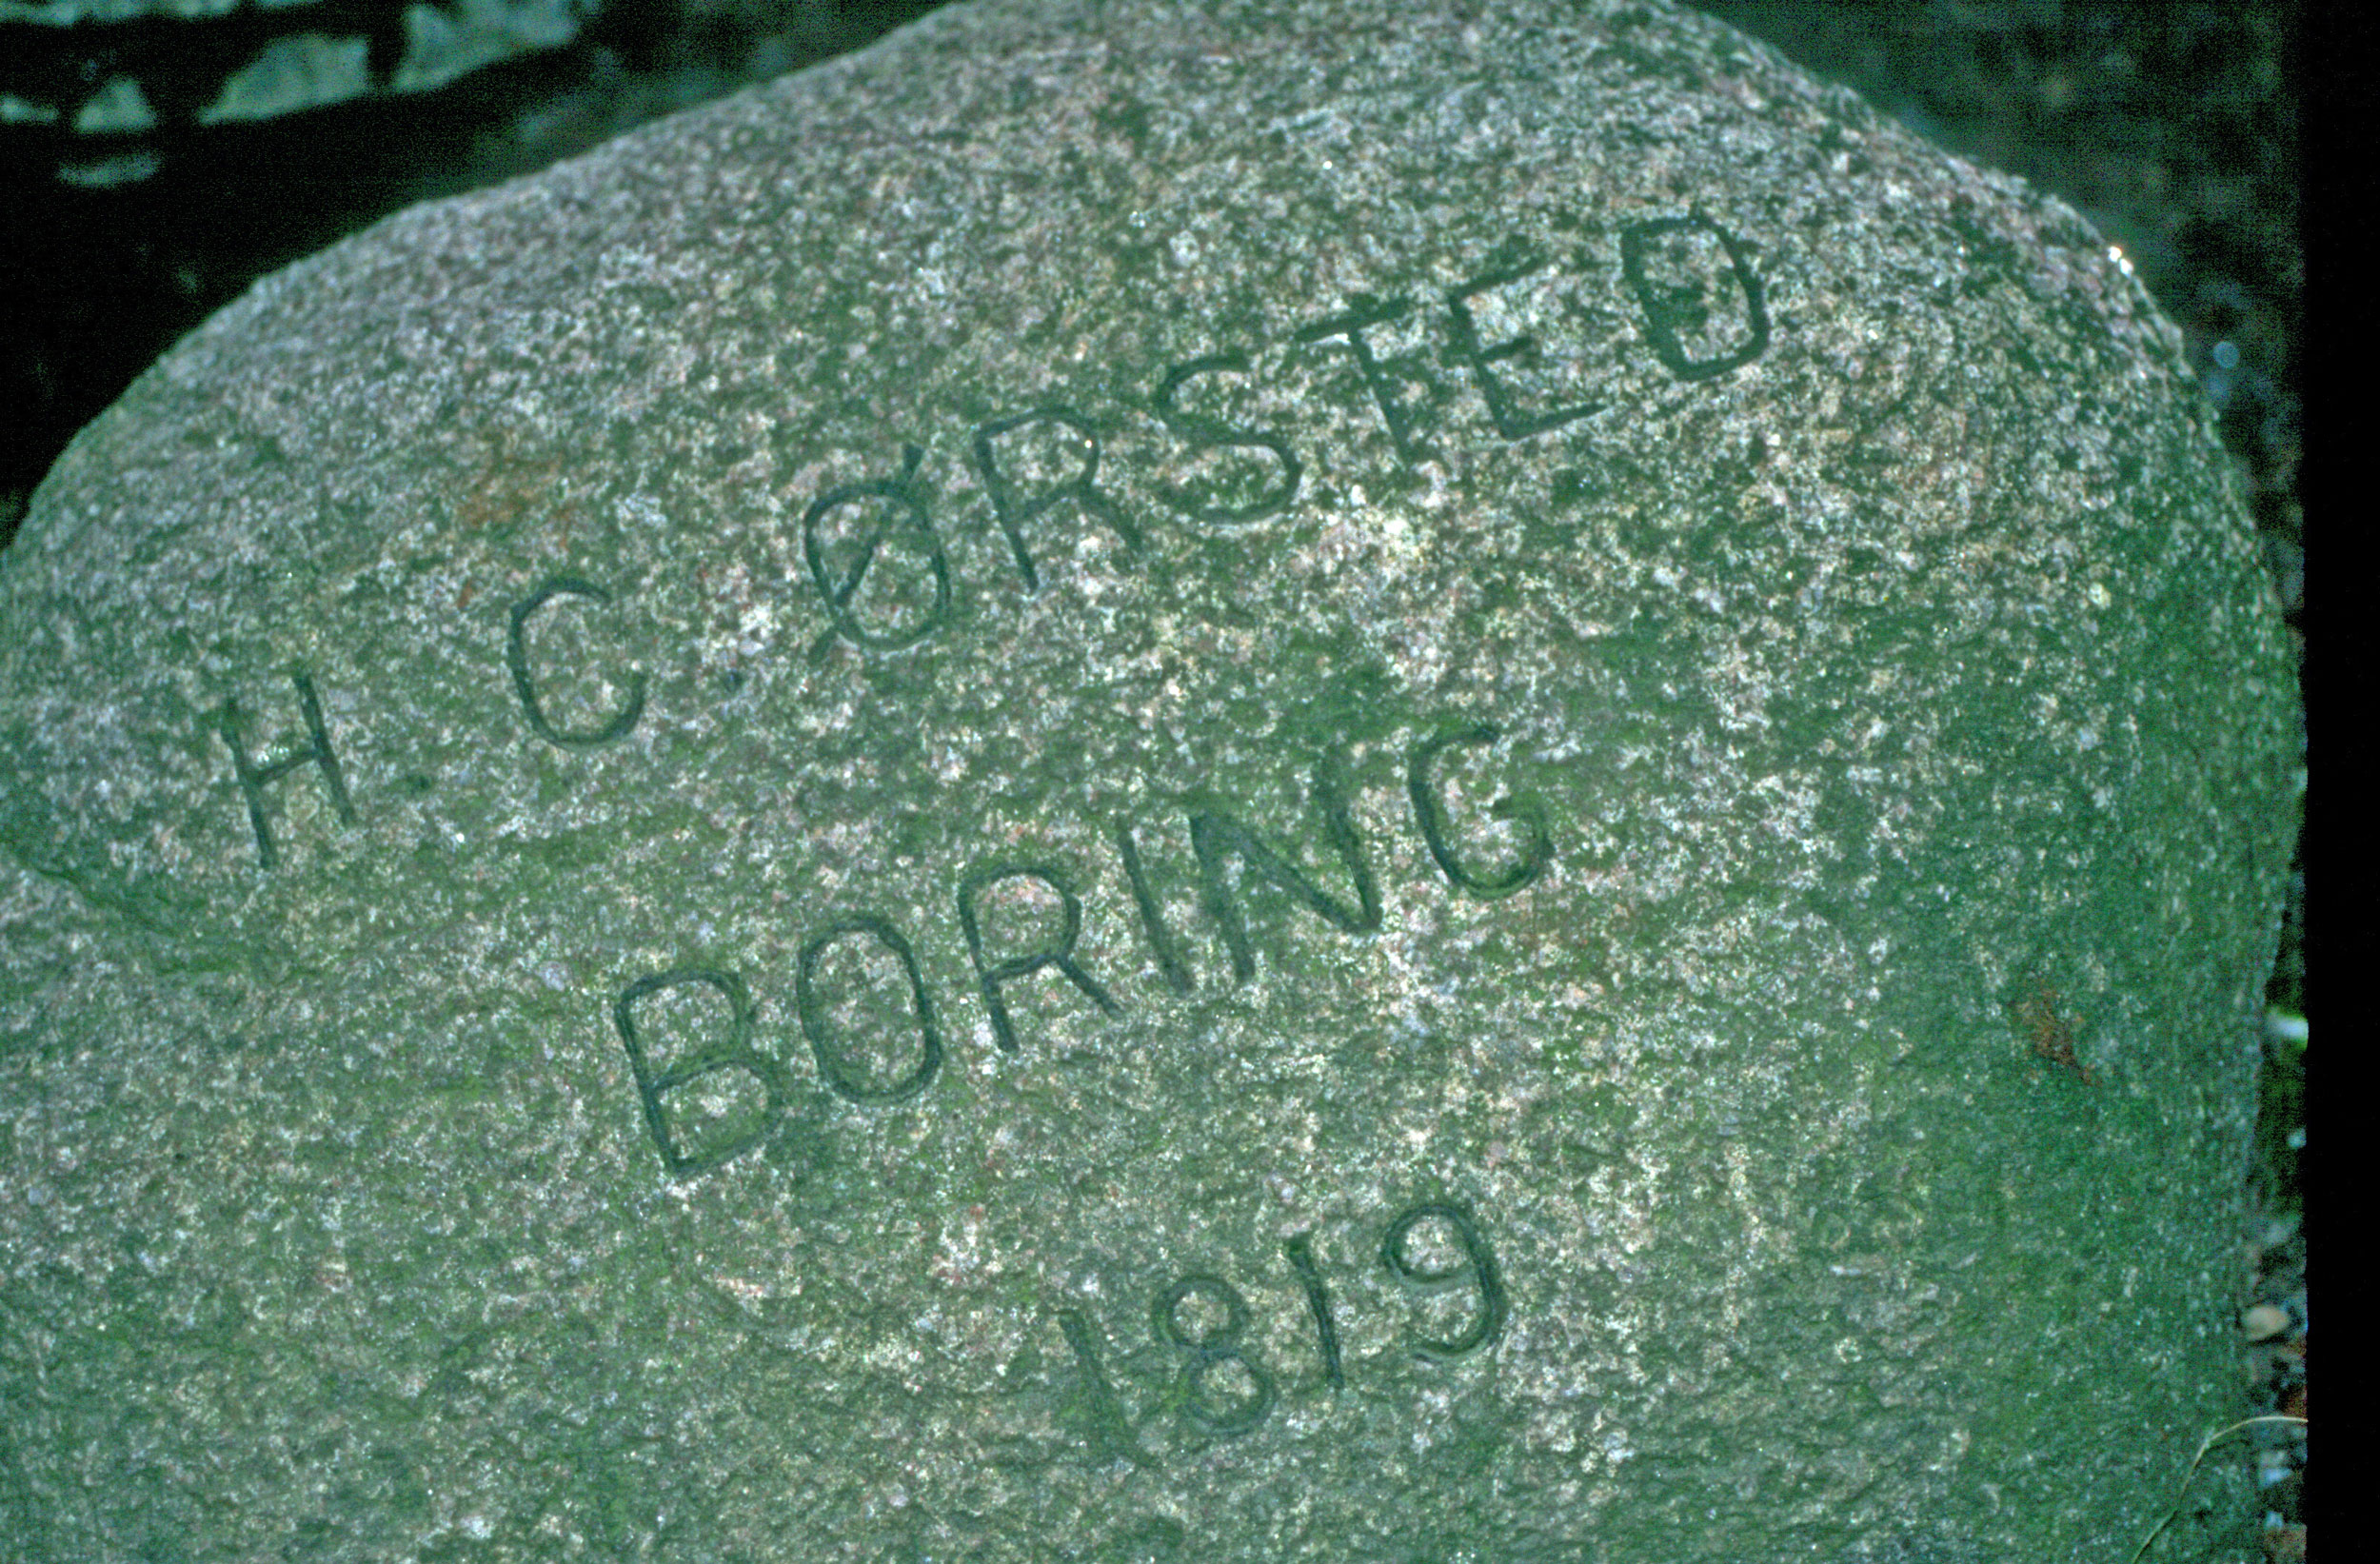 H. C. ØRSTED
BORING
1819